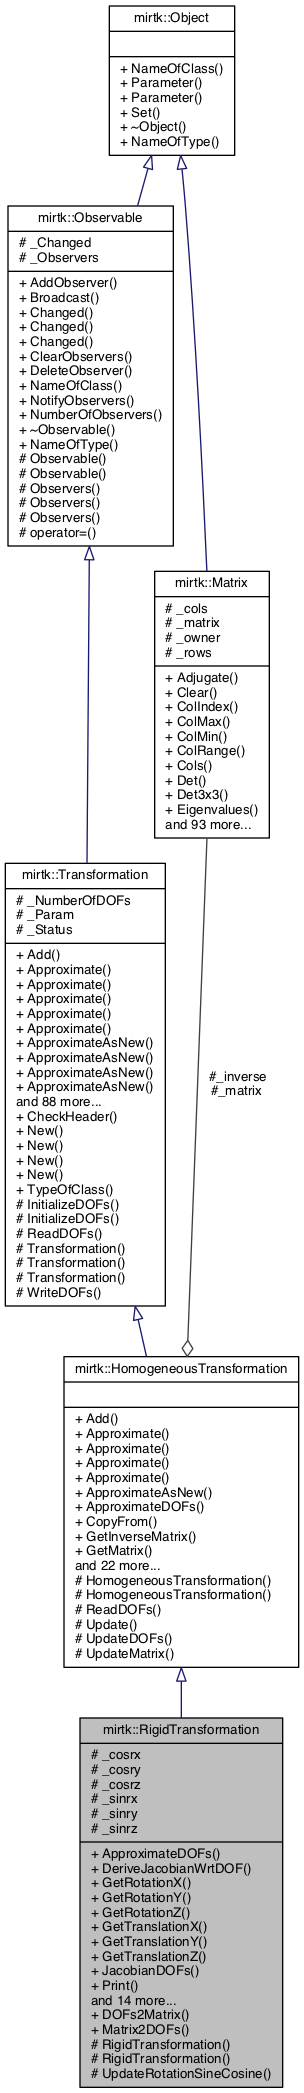 mirtk::Object
+ NameOfClass()
+ Parameter()
+ Parameter()
+ Set()
+ ~Object()
+ NameOfType()
mirtk::Observable
# _Changed
# _Observers
+ AddObserver()
+ Broadcast()
+ Changed()
+ Changed()
+ Changed()
+ ClearObservers()
+ DeleteObserver()
+ NameOfClass()
+ NotifyObservers()
+ NumberOfObservers()
+ ~Observable()
+ NameOfType()
# Observable()
# Observable()
# Observers()
# Observers()
# Observers()
# operator=()
mirtk::Matrix
# _cols
# _matrix
# _owner
# _rows
+ Adjugate()
+ Clear()
+ ColIndex()
+ ColMax()
+ ColMin()
+ ColRange()
+ Cols()
+ Det()
+ Det3x3()
+ Eigenvalues()
and 93 more...
mirtk::Transformation
# _NumberOfDOFs
# _Param
# _Status
+ Add()
+ Approximate()
+ Approximate()
+ Approximate()
+ Approximate()
+ Approximate()
+ ApproximateAsNew()
+ ApproximateAsNew()
+ ApproximateAsNew()
+ ApproximateAsNew()
and 88 more...
+ CheckHeader()
+ New()
+ New()
+ New()
+ New()
+ TypeOfClass()
# InitializeDOFs()
# InitializeDOFs()
# ReadDOFs()
# Transformation()
# Transformation()
# Transformation()
# WriteDOFs()
#_inverse
#_matrix
mirtk::HomogeneousTransformation
+ Add()
+ Approximate()
+ Approximate()
+ Approximate()
+ Approximate()
+ ApproximateAsNew()
+ ApproximateDOFs()
+ CopyFrom()
+ GetInverseMatrix()
+ GetMatrix()
and 22 more...
# HomogeneousTransformation()
# HomogeneousTransformation()
# ReadDOFs()
# Update()
# UpdateDOFs()
# UpdateMatrix()
mirtk::RigidTransformation
# _cosrx
# _cosry
# _cosrz
# _sinrx
# _sinry
# _sinrz
+ ApproximateDOFs()
+ DeriveJacobianWrtDOF()
+ GetRotationX()
+ GetRotationY()
+ GetRotationZ()
+ GetTranslationX()
+ GetTranslationY()
+ GetTranslationZ()
+ JacobianDOFs()
+ Print()
and 14 more...
+ DOFs2Matrix()
+ Matrix2DOFs()
# RigidTransformation()
# RigidTransformation()
# UpdateRotationSineCosine()